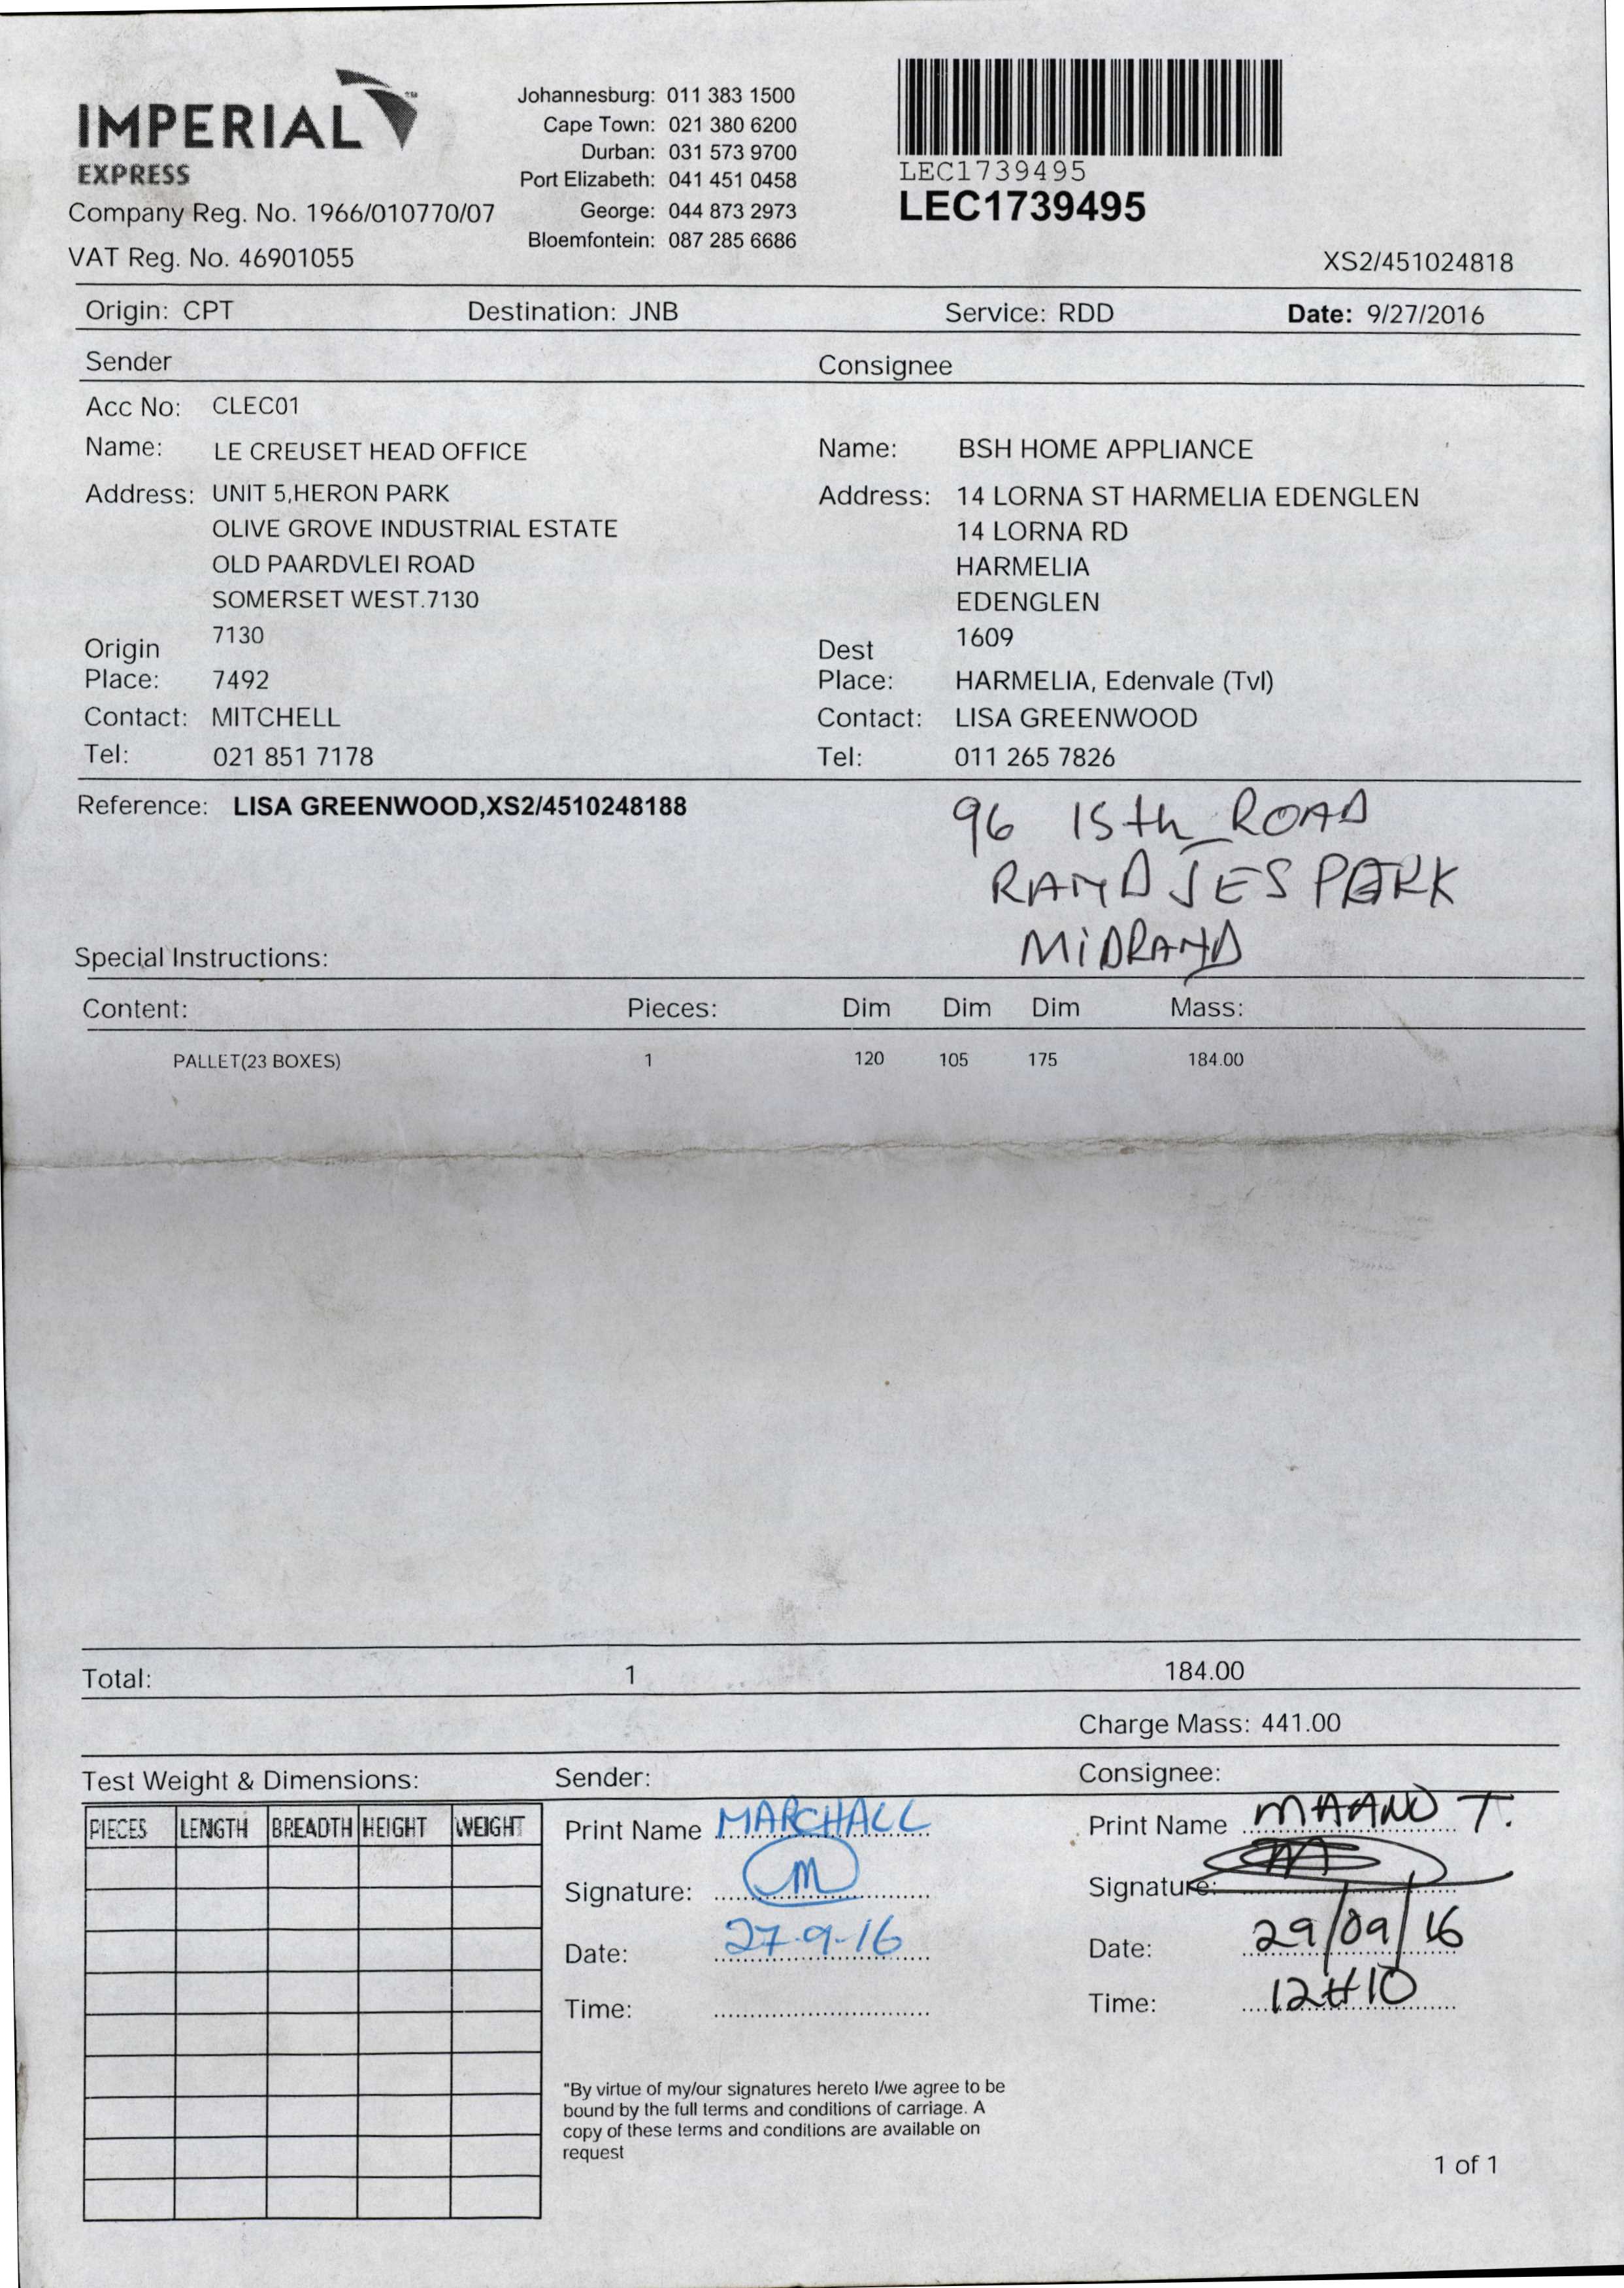 IMPERIAL™
EXPRESS
Company Reg. No. 1966/010770/07
VAT Reg. No. 46901055
Johannesburg: 011 383 1500
Cape Town: 021 380 6200
Durban: 031 573 9700
Port Elizabeth: 041 451 0458
George: 044 873 2973
Bloemfontein: 087 285 6686
LEC1739495
LEC1739495
XS2/451024818
Origin: CPT Destination: JNB Service: RDD Date: 9/27/2016
Sender
Acc No: CLEC01
Name: LE CREUSET HEAD OFFICE
Address: UNIT 5,HERON PARK
OLIVE GROVE INDUSTRIAL ESTATE
OLD PAARDVLEI ROAD
SOMERSET WEST.7130
7130
Origin
Place: 7492
Contact: MITCHELL
Tel: 021 851 7178
Consignee
Name: BSH HOME APPLIANCE
Address: 14 LORNA ST HARMELIA EDENGLEN
14 LORNA RD
HARMELIA
EDENGLEN
1609
Dest
Place: HARMELIA, Edenvale (Tvl)
Contact: LISA GREENWOOD
Tel: 011 265 7826
Reference: LISA GREENWOOD,XS2/4510248188
96 15th ROAD
RANDJESPARK
MIDRAND
Special Instructions:
Content: Pieces: Dim Dim Dim Mass:
PALLET(23 BOXES) 1 120 105 175 184.00
Total: 1 184.00
Charge Mass: 441.00
Test Weight & Dimensions:
PIECES LENGTH BREADTH HEIGHT WEIGHT
Sender:
Print Name MARCHALL
Signature: M
Date: 27-9-16
Time:
Consignee:
Print Name MAANO T.
Signature:
Date: 29/09/16
Time: 12H10
"By virtue of my/our signatures hereto I/we agree to be
bound by the full terms and conditions of carriage. A
copy of these terms and conditions are available on
request
1 of 1